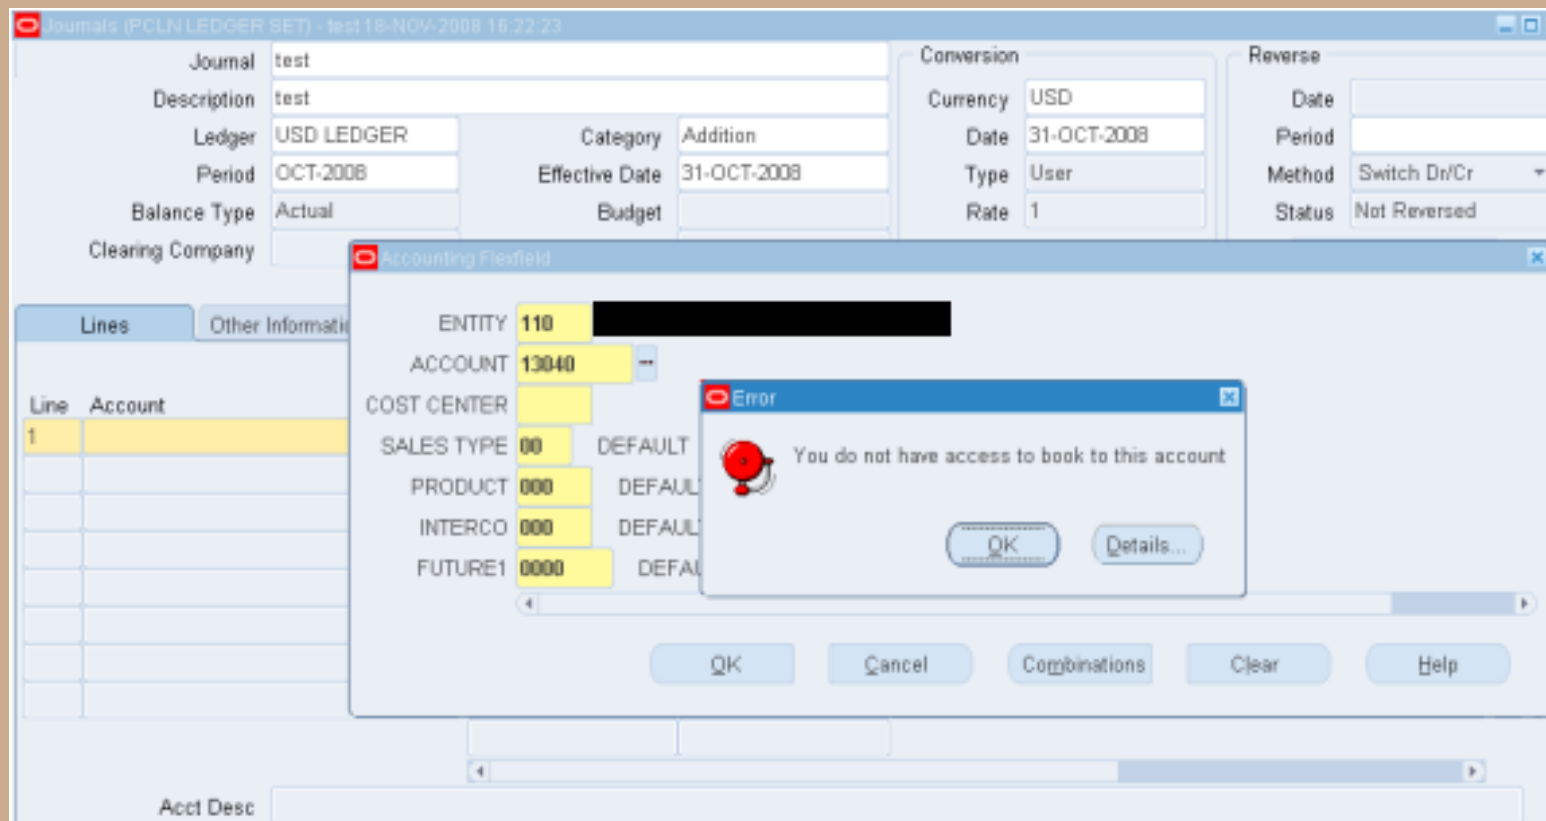 Journals (PCLN LEDGER SET) - test 18-NOV-2008 16:22:23
Journal test
Description test
Ledger USD LEDGER Category Addition
Period OCT-2008 Effective Date 31-OCT-2008
Balance Type Actual Budget
Clearing Company
Conversion
Currency USD
Date 31-OCT-2008
Type User
Rate 1
Reverse
Date
Period
Method Switch Dr/Cr
Status Not Reversed
Lines Other Informatio
Line Account
1
Accounting Flexfield
ENTITY 110
ACCOUNT 13040 ...
COST CENTER
SALES TYPE 00 DEFAULT
PRODUCT 000 DEFAUL
INTERCO 000 DEFAUL
FUTURE1 0000 DEFAU
Error
You do not have access to book to this account
OK Details...
OK Cancel Combinations Clear Help
Acct Desc